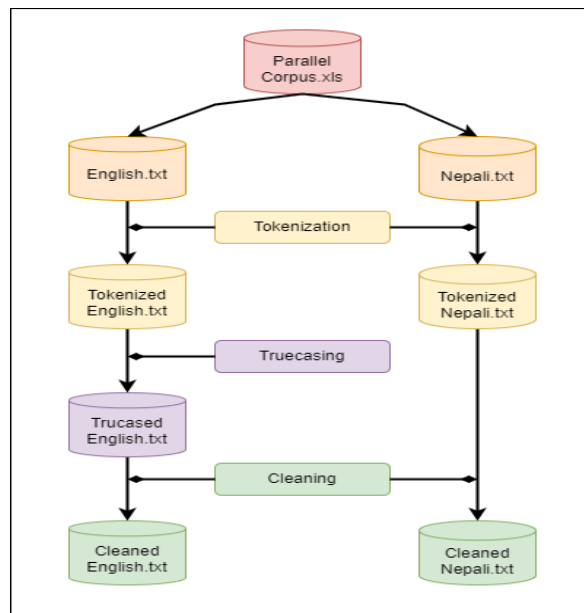 Parallel
Corpus.xls
English.txt
Nepali.txt
Tokenization
Tokenized
English.txt
Tokenized
Nepali.txt
Truecasing
Trucased
English.txt
Cleaning
Cleaned
English.txt
Cleaned
Nepali.txt